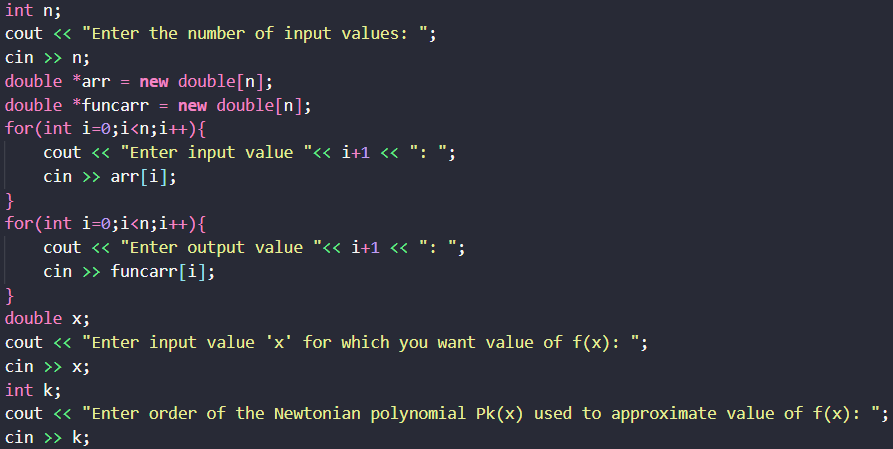 int n;
cout << "Enter the number of input values: ";
cin >> n;
double *arr = new double[n];
double *funcarr = new double[n];
for(int i=0;i<n;i++){
    cout << "Enter input value "<< i+1 << ": ";
    cin >> arr[i];
}
for(int i=0;i<n;i++){
    cout << "Enter output value "<< i+1 << ": ";
    cin >> funcarr[i];
}
double x;
cout << "Enter input value 'x' for which you want value of f(x): ";
cin >> x;
int k;
cout << "Enter order of the Newtonian polynomial Pk(x) used to approximate value of f(x): ";
cin >> k;